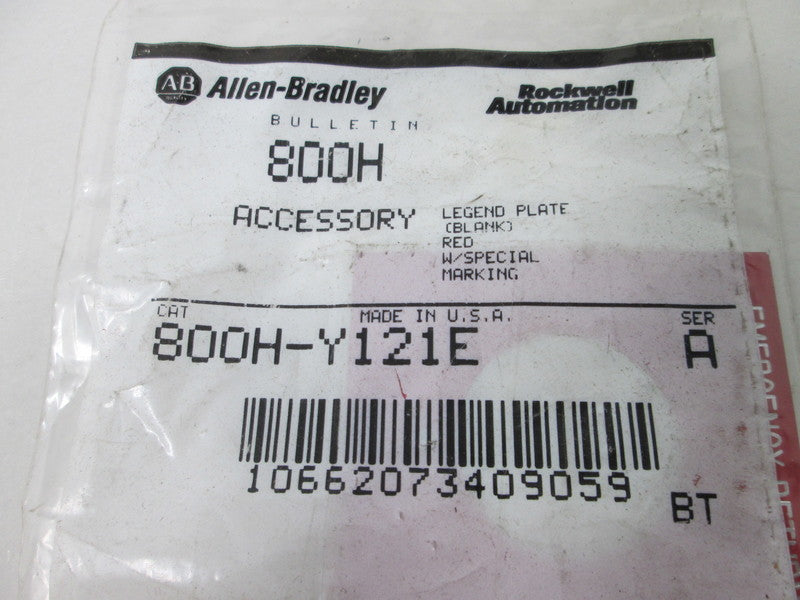 AB
QUALITY
Allen-Bradley
Rockwell
Automation
BULLETIN
800H
ACCESSORY
LEGEND PLATE
(BLANK)
RED
W/SPECIAL
MARKING
CAT
MADE IN U.S.A.
SER
800H-Y121E
A
10662073409059
BT